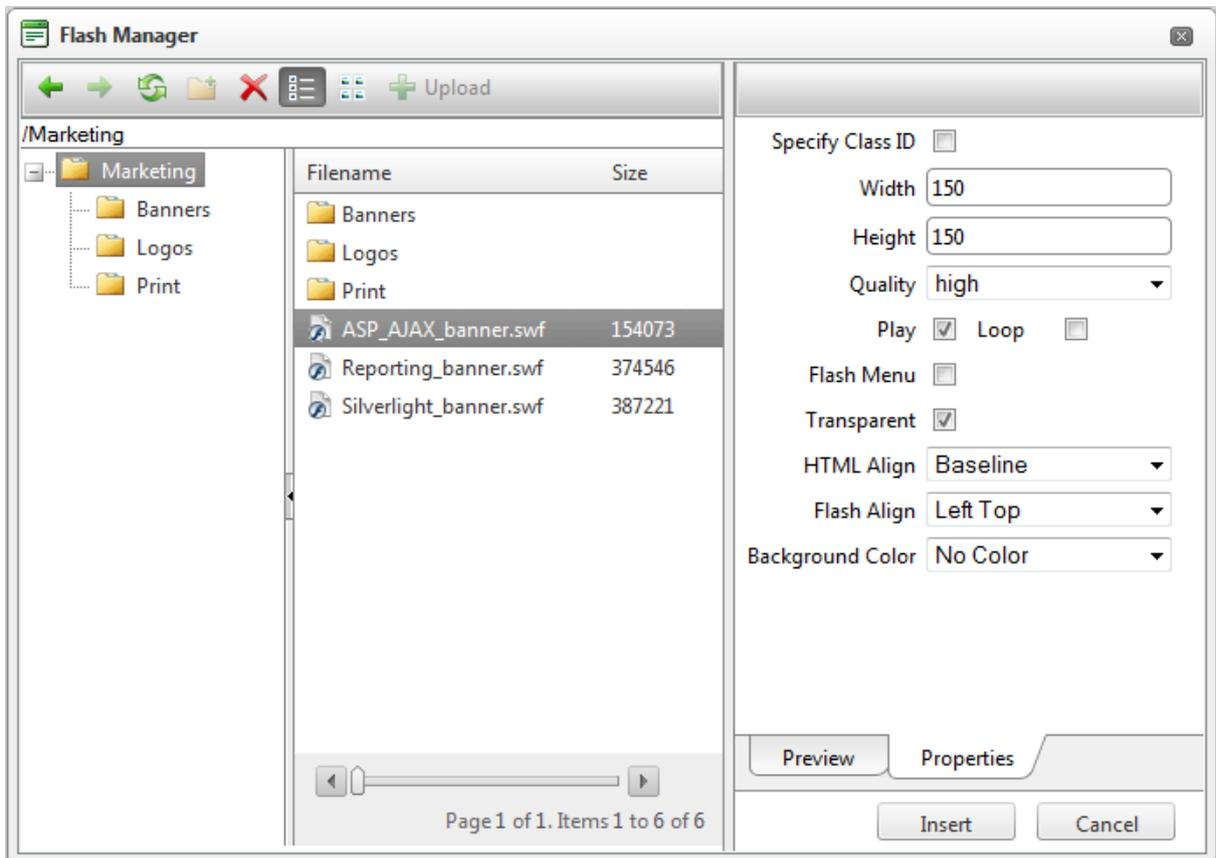 Flash Manager
Upload
/Marketing
Marketing
Banners
Logos
Print
Filename Size
Banners
Logos
Print
ASP_AJAX_banner.swf 154073
Reporting_banner.swf 374546
Silverlight_banner.swf 387221
Page 1 of 1. Items 1 to 6 of 6
Specify Class ID
Width 150
Height 150
Quality high
Play Loop
Flash Menu
Transparent
HTML Align Baseline
Flash Align Left Top
Background Color No Color
Preview Properties
Insert Cancel